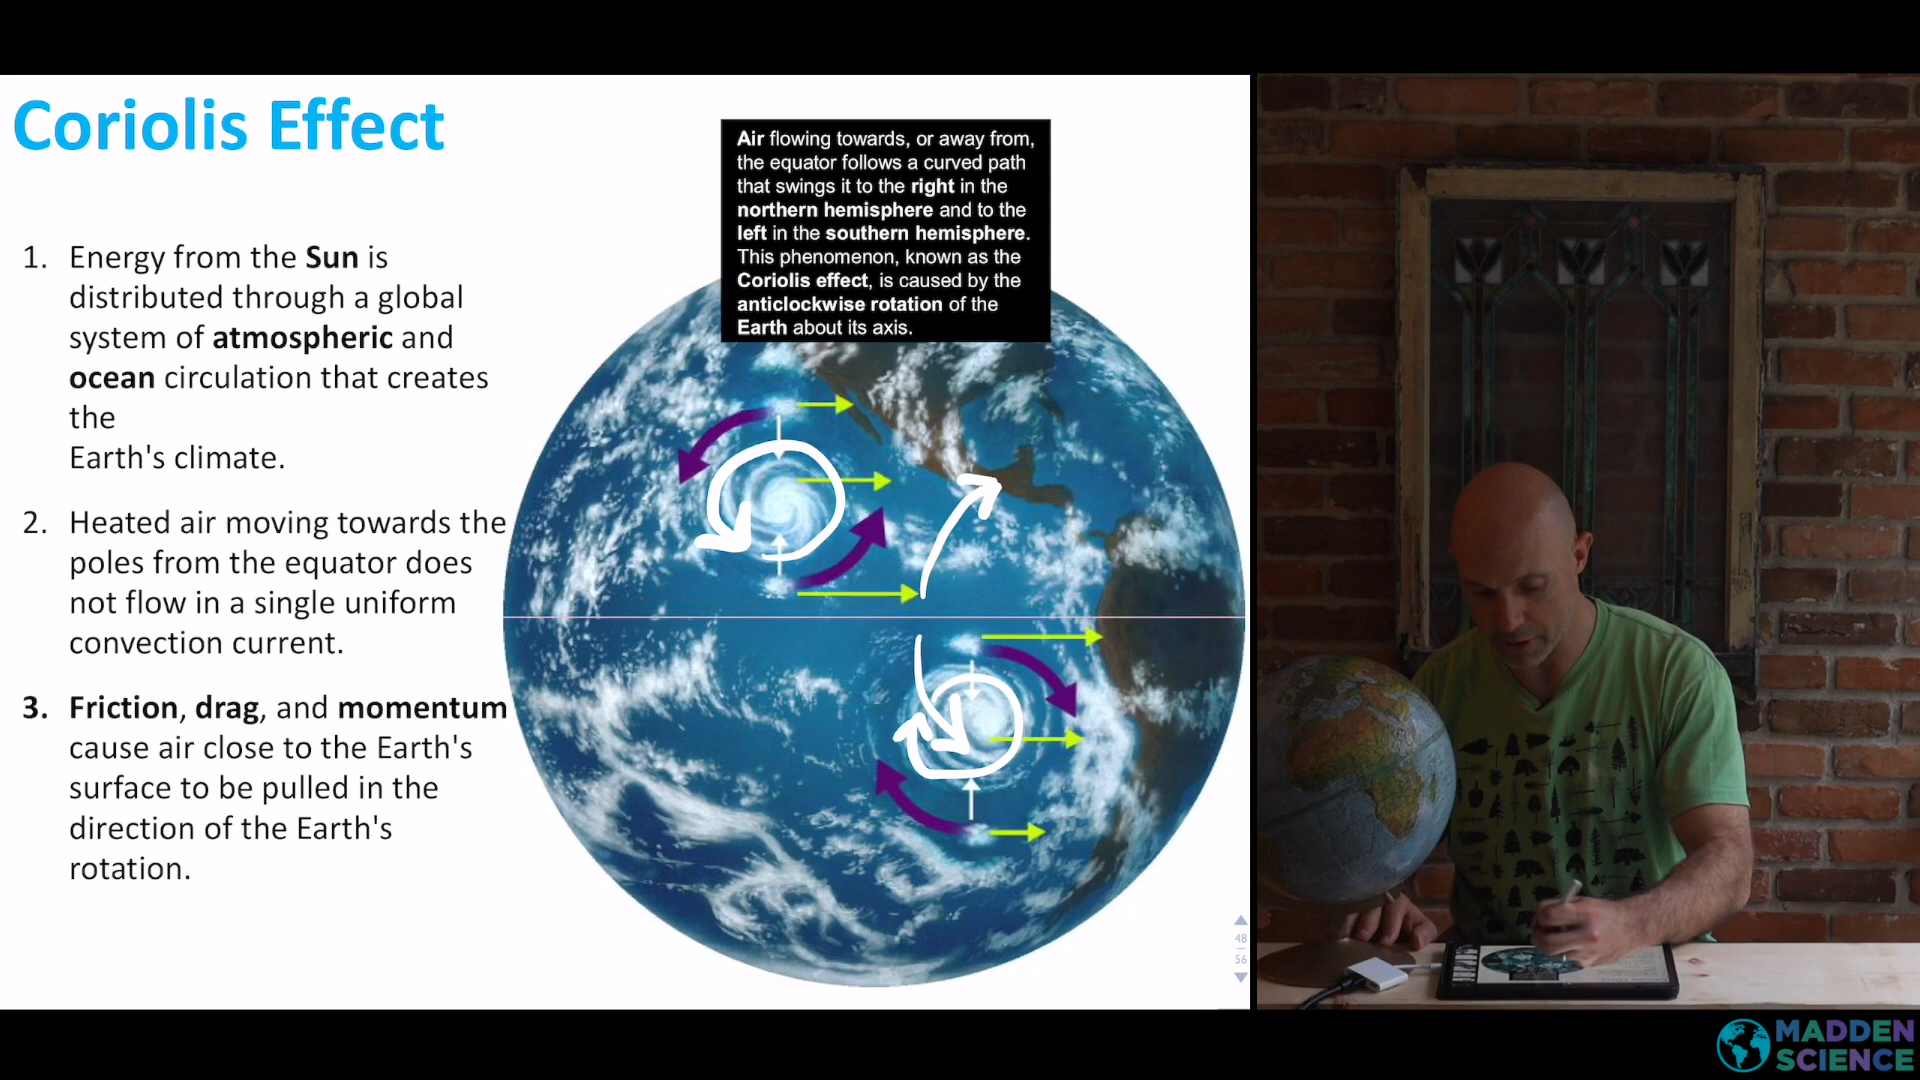 Coriolis Effect
Air flowing towards, or away from,
the equator follows a curved path
that swings it to the right in the
northern hemisphere and to the
left in the southern hemisphere.
This phenomenon, known as the
Coriolis effect, is caused by the
anticlockwise rotation of the
Earth about its axis.
1. Energy from the Sun is
distributed through a global
system of atmospheric and
ocean circulation that creates
the
Earth's climate.
2. Heated air moving towards the
poles from the equator does
not flow in a single uniform
convection current.
3. Friction, drag, and momentum
cause air close to the Earth's
surface to be pulled in the
direction of the Earth's
rotation.
48
56
MADDEN
SCIENCE